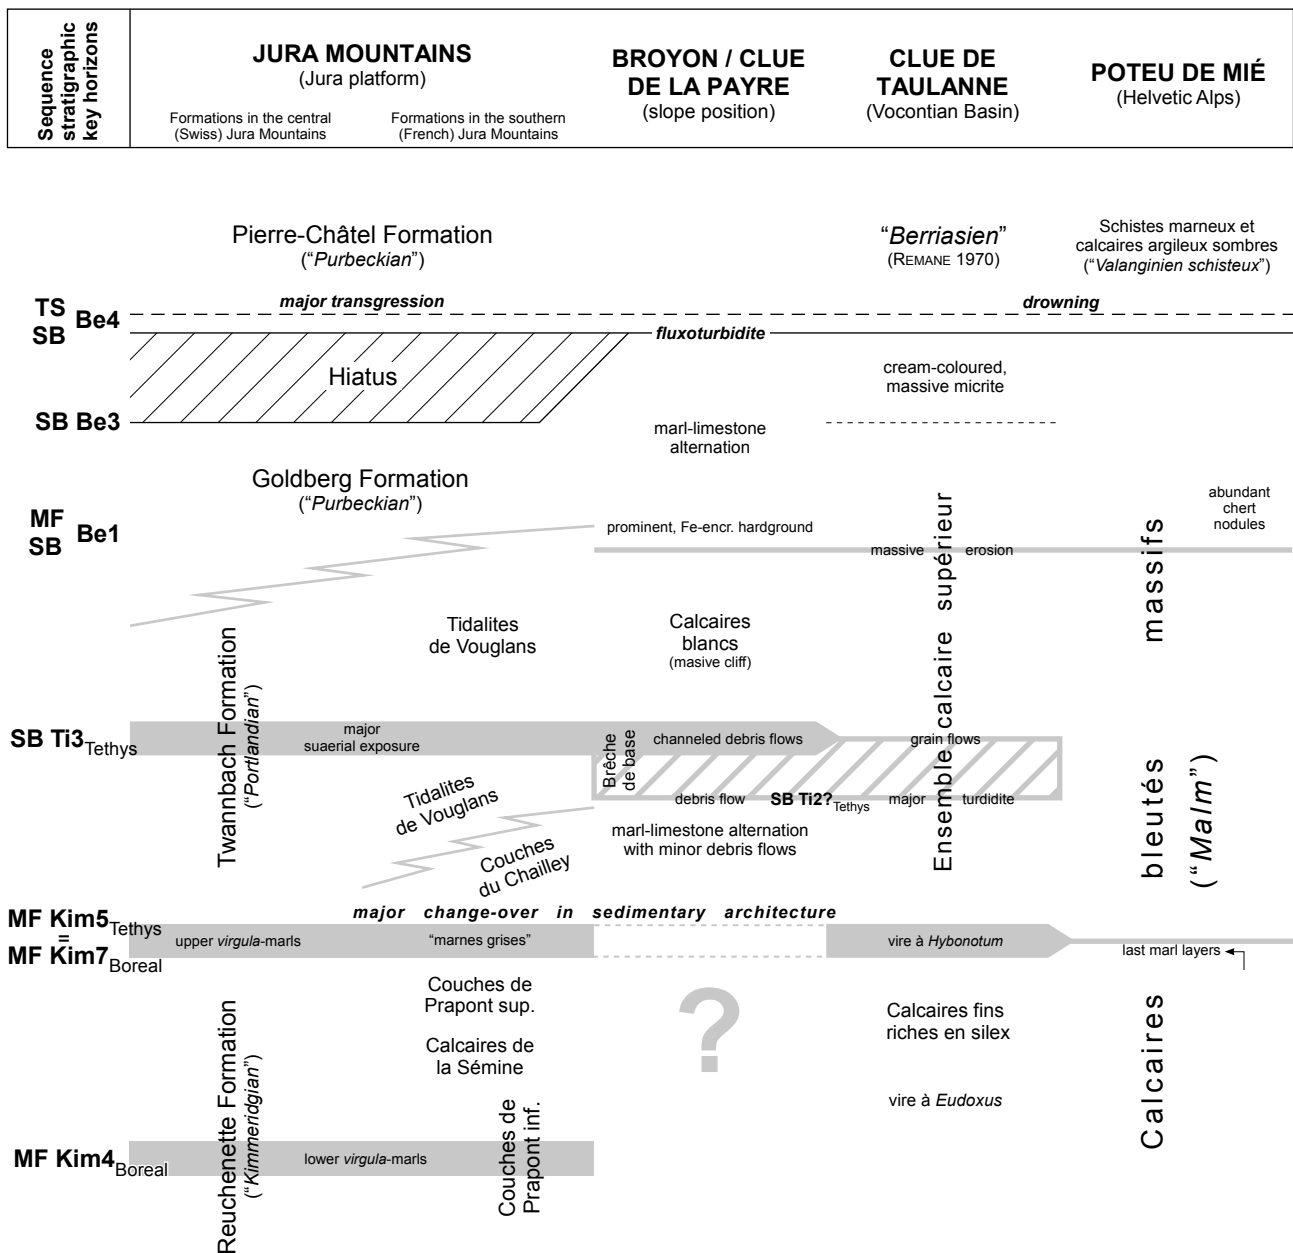 Sequence
stratigraphic
key horizons
JURA MOUNTAINS
(Jura platform)
Formations in the central
(Swiss) Jura Mountains
Formations in the southern
(French) Jura Mountains
BROYON / CLUE
DE LA PAYRE
(slope position)
CLUE DE
TAULANNE
(Vocontian Basin)
POTEU DE MIÉ
(Helvetic Alps)
Pierre-Châtel Formation
(“Purbeckian”)
“Berriasien”
(REMANE 1970)
Schistes marneux et
calcaires argileux sombres
(“Valanginien schisteux”)
TS
SB
Be4
major transgression
drowning
fluxoturbidite
Hiatus
cream-coloured,
massive micrite
SB Be3
marl-limestone
alternation
Goldberg Formation
(“Purbeckian”)
abundant
chert
nodules
MF
SB
Be1
prominent, Fe-encr. hardground
massive erosion
Tidalites
de Vouglans
Calcaires
blancs
(masive cliff)
Twannbach Formation
(“Portlandian”)
Ensemble calcaire supérieur
Calcaires bleutés massifs
(“Malm”)
SB Ti3Tethys
major
suaerial exposure
Brêche
de base
channeled debris flows
grain flows
debris flow SB Ti2?Tethys major turdidite
Tidalites
de Vouglans
Couches
du Chailley
marl-limestone alternation
with minor debris flows
major change-over in sedimentary architecture
MF Kim5Tethys
=
MF Kim7Boreal
upper virgula-marls
“marnes grises”
vire à Hybonotum
last marl layers
Couches de
Prapont sup.
Calcaires de
la Sémine
?
Calcaires fins
riches en silex
vire à Eudoxus
Reuchenette Formation
(“Kimmeridgian”)
Couches de
Prapont inf.
MF Kim4Boreal
lower virgula-marls